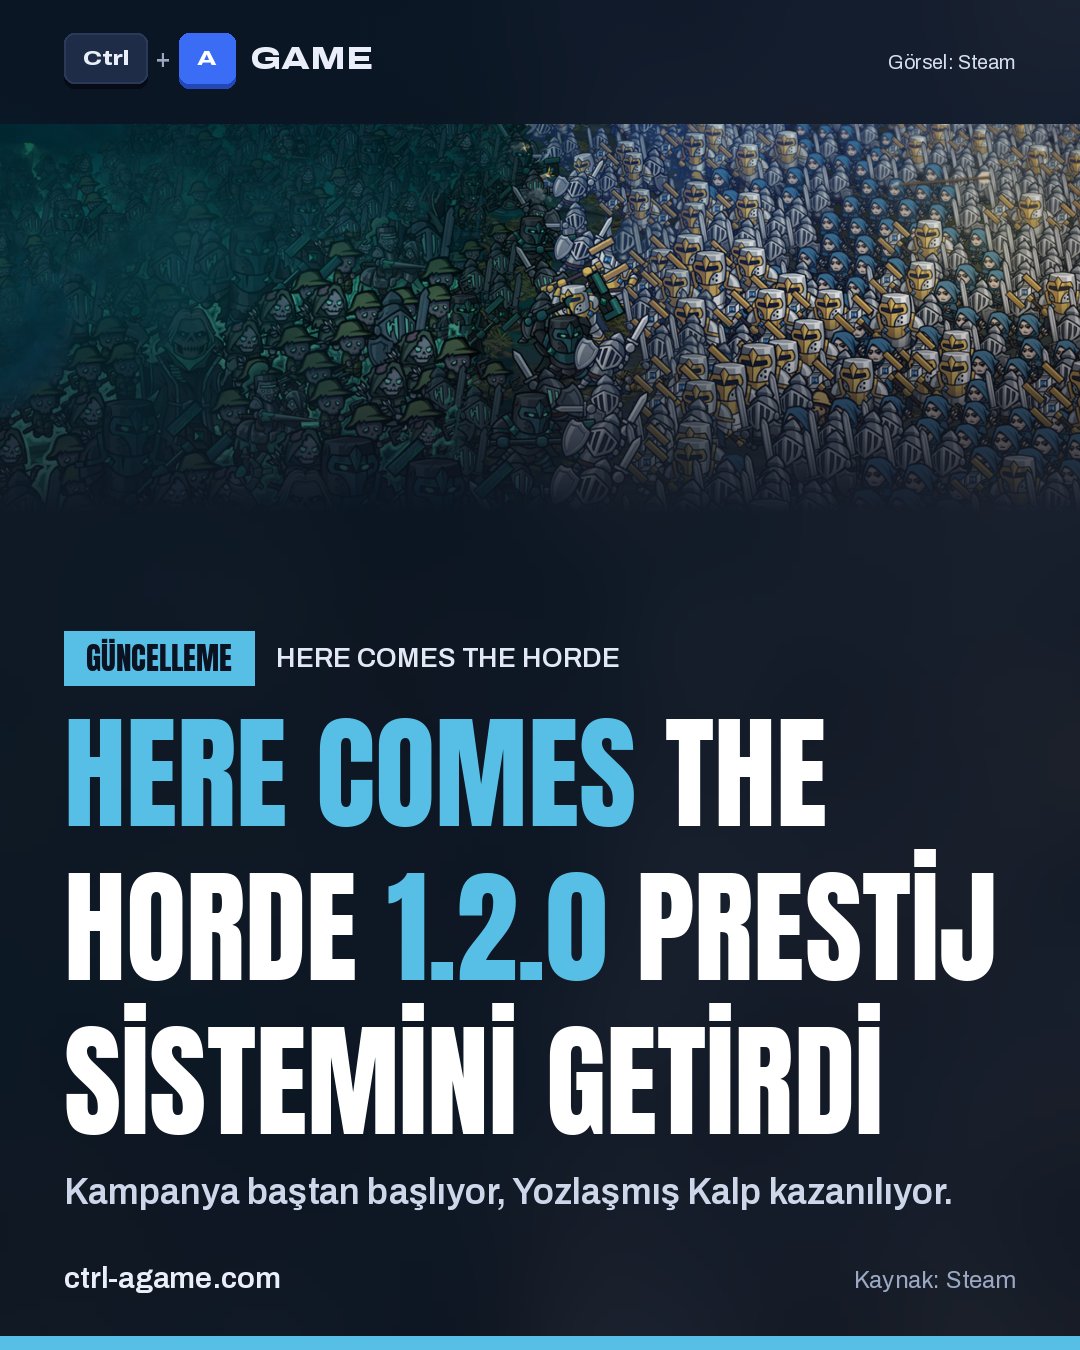 Ctrl + A GAME
Görsel: Steam
GÜNCELLEME HERE COMES THE HORDE
HERE COMES THE
HORDE 1.2.0 PRESTİJ
SİSTEMİNİ GETİRDİ
Kampanya baştan başlıyor, Yozlaşmış Kalp kazanılıyor.
ctrl-agame.com
Kaynak: Steam